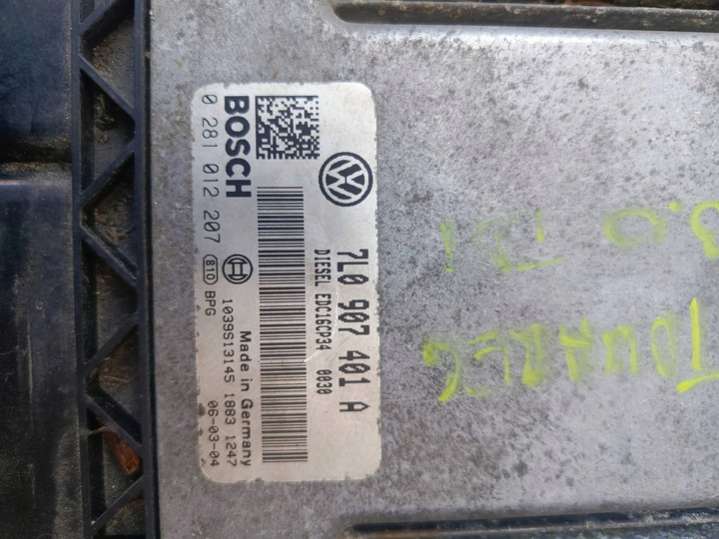 BOSCH
0 281 012 207 810 BPG
7L0 907 401 A
DIESEL EDC16CP34 0030
Made in Germany
1039S13145 1883 1247
06-03-04
3.0 TDI
TOUAREG